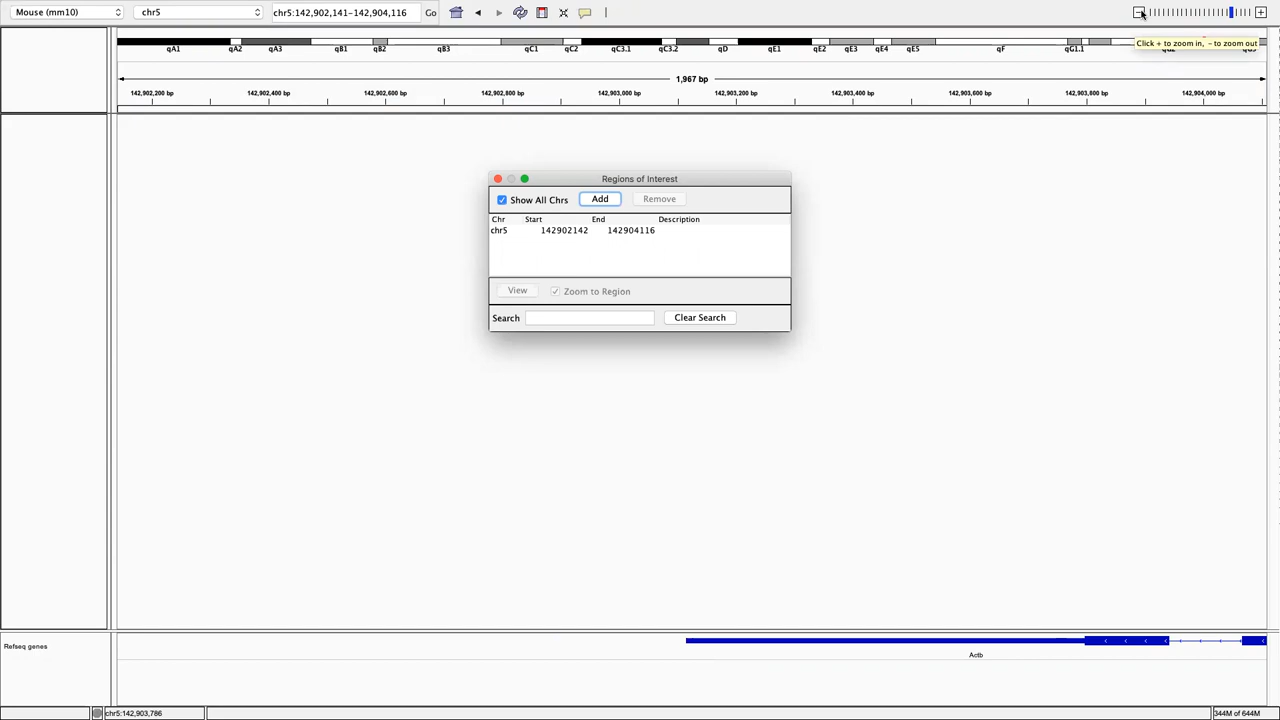 Mouse (mm10) chr5 chr5:142,902,141-142,904,116 Go
Click + to zoom in, - to zoom out
qA1 qA2 qA3 qB1 qB2 qB3 qC1 qC2 qC3.1 qC3.2 qD qE1 qE2 qE3 qE4 qE5 qF qG1.1
1,967 bp
142,902,200 bp 142,902,400 bp 142,902,600 bp 142,902,800 bp 142,903,000 bp 142,903,200 bp 142,903,400 bp 142,903,600 bp 142,903,800 bp 142,904,000 bp
Regions of Interest
Show All Chrs Add Remove
Chr Start End Description
chr5 142902142 142904116
View Zoom to Region
Search Clear Search
Refseq genes
Actb
chr5:142,903,786 344M of 644M